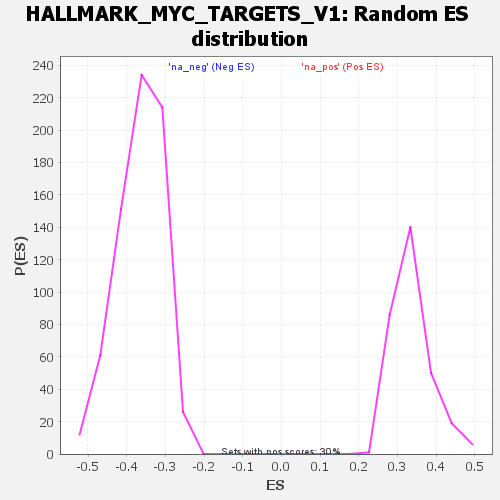 HALLMARK_MYC_TARGETS_V1: Random ES
distribution
'na_neg' (Neg ES) 'na_pos' (Pos ES)
240
220
200
180
160
140
120
100
80
60
40
20
0
P(ES)
Sets with pos scores: 30%
-0.5 -0.4 -0.3 -0.2 -0.1 0.0 0.1 0.2 0.3 0.4 0.5
ES